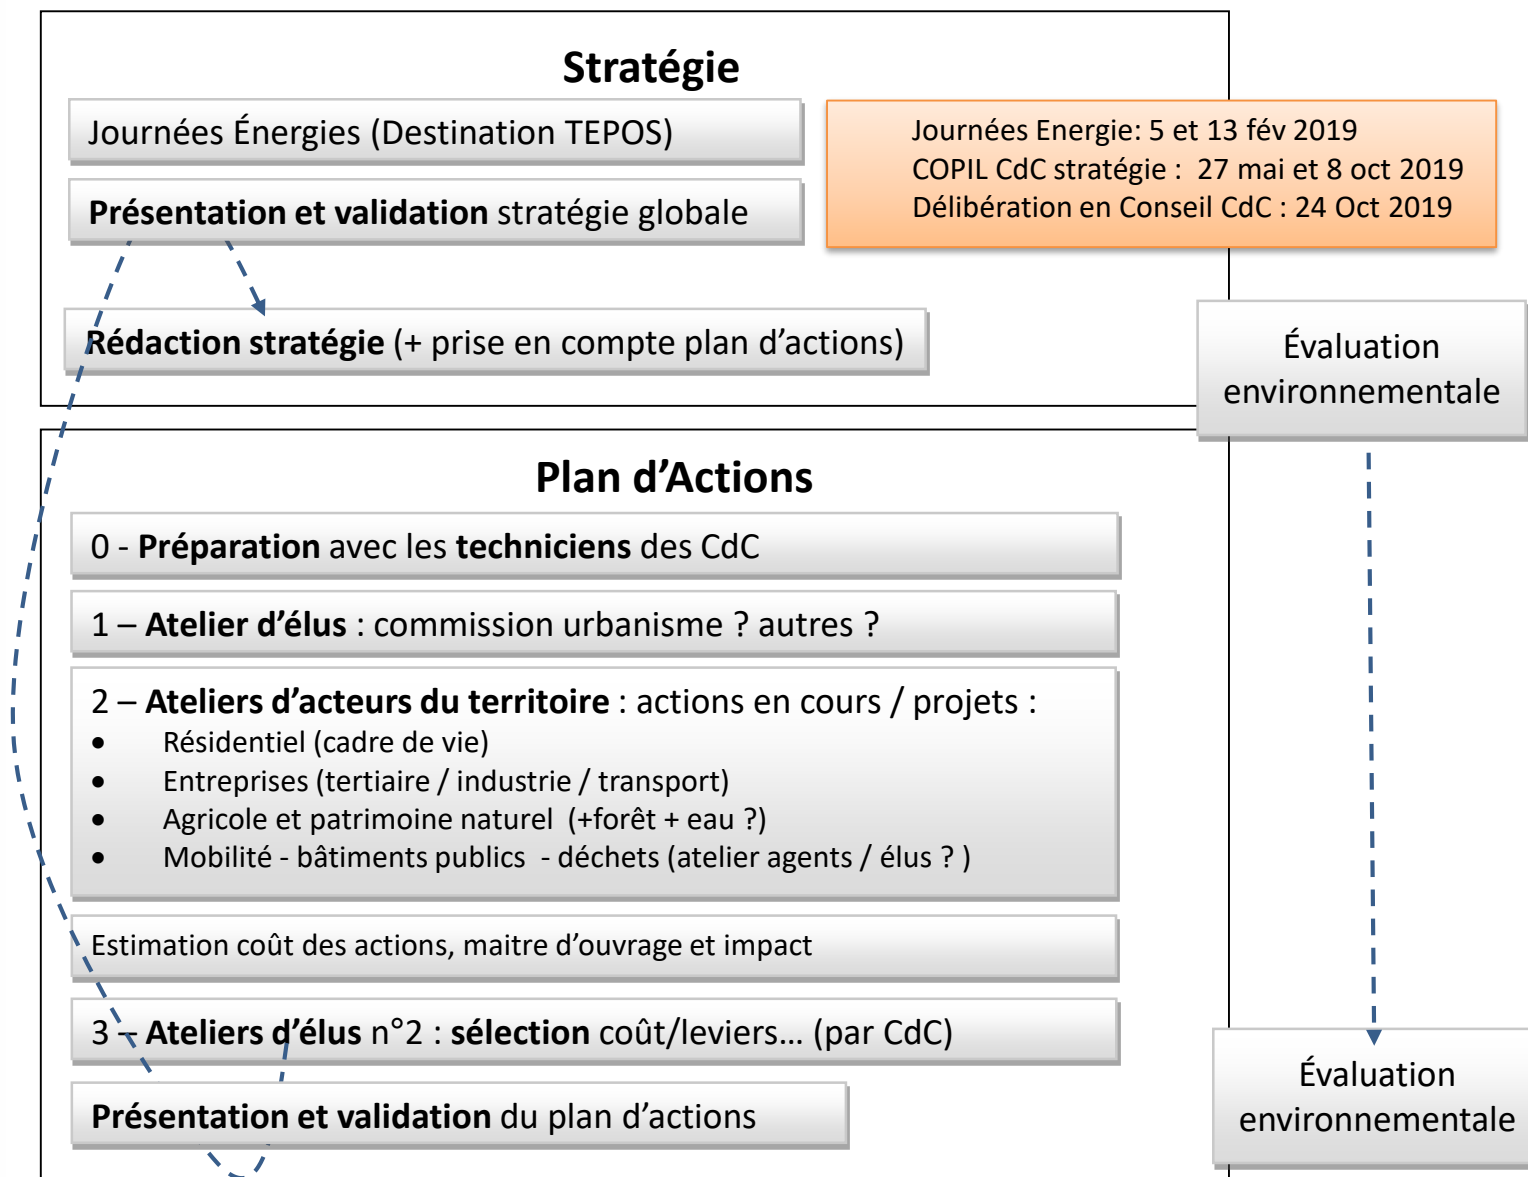 Stratégie
Journées Énergies (Destination TEPOS)
Présentation et validation stratégie globale
Journées Energie: 5 et 13 fév 2019
COPIL CdC stratégie : 27 mai et 8 oct 2019
Délibération en Conseil CdC : 24 Oct 2019
Rédaction stratégie (+ prise en compte plan d’actions)
Évaluation
environnementale
Plan d’Actions
0 - Préparation avec les techniciens des CdC
1 – Atelier d’élus : commission urbanisme ? autres ?
2 – Ateliers d’acteurs du territoire : actions en cours / projets :
• Résidentiel (cadre de vie)
• Entreprises (tertiaire / industrie / transport)
• Agricole et patrimoine naturel (+forêt + eau ?)
• Mobilité - bâtiments publics - déchets (atelier agents / élus ? )
Estimation coût des actions, maitre d’ouvrage et impact
3 – Ateliers d’élus n°2 : sélection coût/leviers… (par CdC)
Présentation et validation du plan d’actions
Évaluation
environnementale